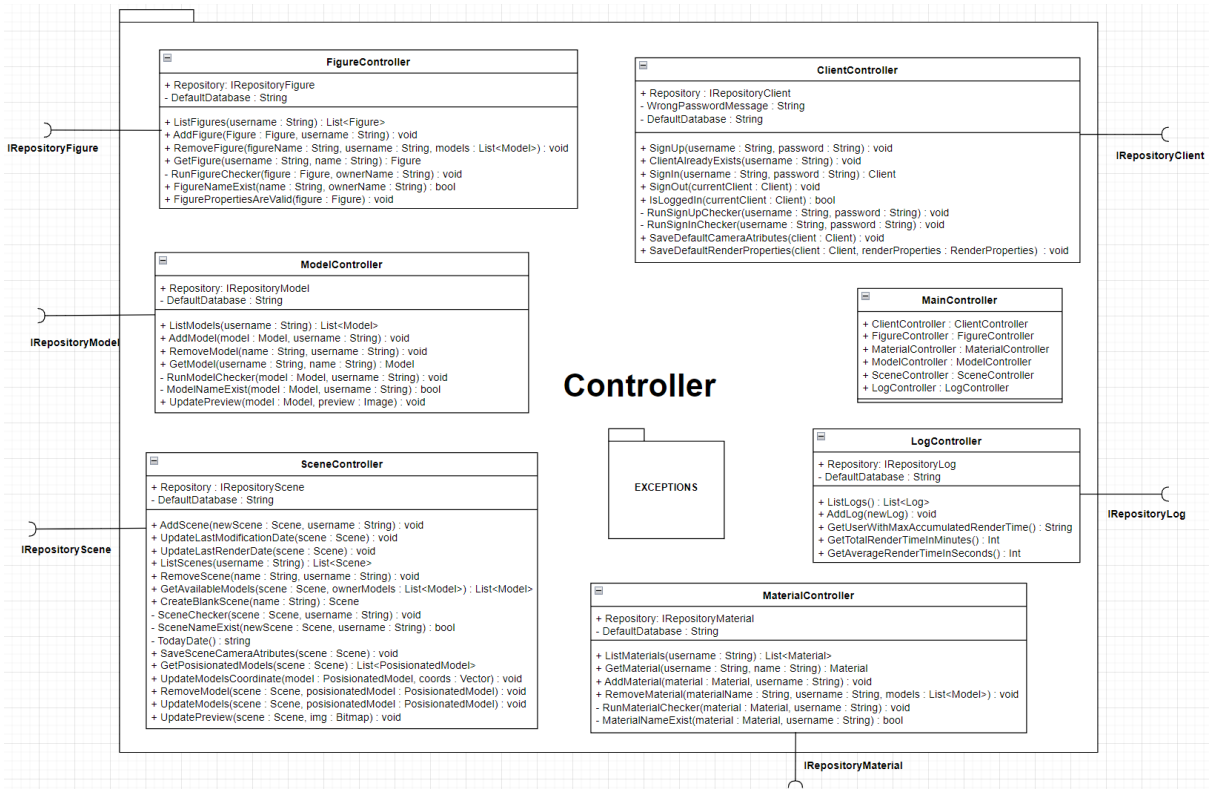 FigureController
+ Repository: IRepositoryFigure
- DefaultDatabase : String
+ ListFigures(username : String) : List<Figure>
+ AddFigure(Figure : Figure, username : String) : void
+ RemoveFigure(figureName : String, username : String, models : List<Model>) : void
+ GetFigure(username : String, name : String) : Figure
- RunFigureChecker(figure : Figure, ownerName : String) : void
+ FigureNameExist(name : String, ownerName : String) : bool
+ FigurePropertiesAreValid(figure : Figure) : void
IRepositoryFigure
ClientController
+ Repository : IRepositoryClient
- WrongPasswordMessage : String
- DefaultDatabase : String
+ SignUp(username : String, password : String) : void
+ ClientAlreadyExists(username : String) : void
+ SignIn(username : String, password : String) : Client
+ SignOut(currentClient : Client) : void
+ IsLoggedIn(currentClient : Client) : bool
- RunSignUpChecker(username : String, password : String) : void
- RunSignInChecker(username : String, password : String) : void
+ SaveDefaultCameraAtributes(client : Client) : void
+ SaveDefaultRenderProperties(client : Client, renderProperties : RenderProperties) : void
IRepositoryClient
ModelController
+ Repository: IRepositoryModel
- DefaultDatabase : String
+ ListModels(username : String) : List<Model>
+ AddModel(model : Model, username : String) : void
+ RemoveModel(name : String, username : String) : void
+ GetModel(username : String, name : String) : Model
- RunModelChecker(model : Model, username : String) : void
- ModelNameExist(model : Model, username : String) : bool
+ UpdatePreview(model : Model, preview : Image) : void
IRepositoryModel
MainController
+ ClientController : ClientController
+ FigureController : FigureController
+ MaterialController : MaterialController
+ ModelController : ModelController
+ SceneController : SceneController
+ LogController : LogController
Controller
EXCEPTIONS
LogController
+ Repository: IRepositoryLog
- DefaultDatabase : String
+ ListLogs() : List<Log>
+ AddLog(newLog) : void
+ GetUserWithMaxAccumulatedRenderTime() : String
+ GetTotalRenderTimeInMinutes() : Int
+ GetAverageRenderTimeInSeconds() : Int
IRepositoryLog
SceneController
+ Repository : IRepositoryScene
- DefaultDatabase : String
+ AddScene(newScene : Scene, username : String) : void
+ UpdateLastModificationDate(scene : Scene) : void
+ UpdateLastRenderDate(scene : Scene) : void
+ ListScenes(username : String) : List<Scene>
+ RemoveScene(name : String, username : String) : void
+ GetAvailableModels(scene : Scene, ownerModels : List<Model>) : List<Model>
+ CreateBlankScene(name : String) : Scene
- SceneChecker(scene : Scene, username : String) : void
- SceneNameExist(newScene : Scene, username : String) : bool
- TodayDate() : string
+ SaveSceneCameraAtributes(scene : Scene) : void
+ GetPosisionatedModels(scene : Scene) : List<PosisionatedModel>
+ UpdateModelsCoordinate(model : PosisionatedModel, coords : Vector) : void
+ RemoveModel(scene : Scene, posisionatedModel : PosisionatedModel) : void
+ UpdateModels(scene : Scene, posisionatedModel : PosisionatedModel) : void
+ UpdatePreview(scene : Scene, img : Bitmap) : void
IRepositoryScene
MaterialController
+ Repository: IRepositoryMaterial
- DefaultDatabase : String
+ ListMaterials(username : String) : List<Material>
+ GetMaterial(username : String, name : String) : Material
+ AddMaterial(material : Material, username : String) : void
+ RemoveMaterial(materialName : String, username : String, models : List<Model>) : void
- RunMaterialChecker(material : Material, username : String) : void
- MaterialNameExist(material : Material, username : String) : bool
IRepositoryMaterial